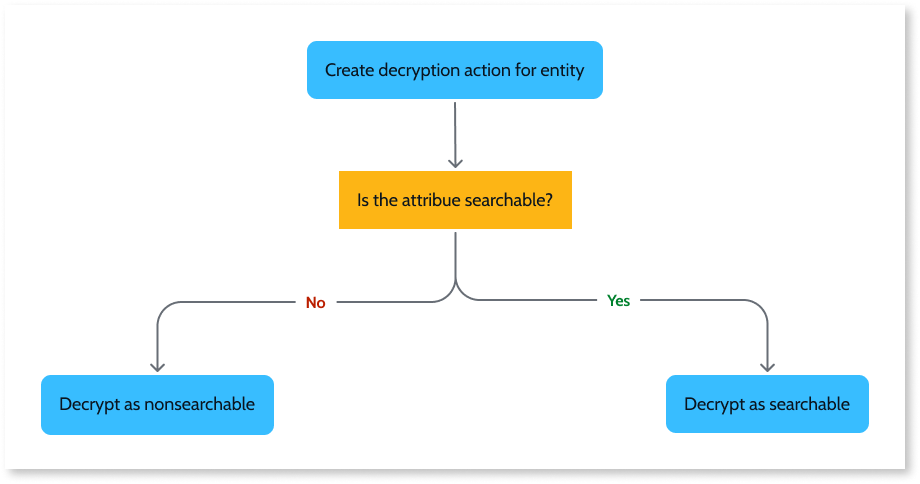 Create decryption action for entity
Is the attribue searchable?
No
Yes
Decrypt as nonsearchable
Decrypt as searchable